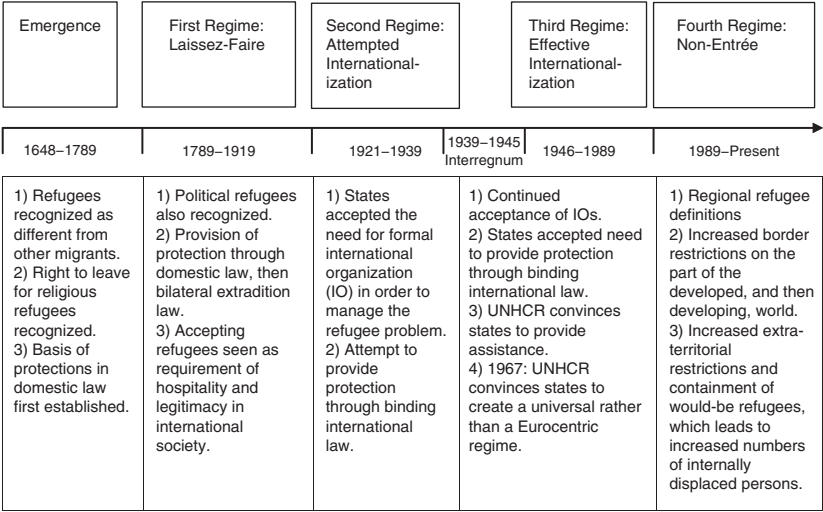 Emergence
First Regime:
Laissez-Faire
Second Regime:
Attempted
International-
ization
Third Regime:
Effective
International-
ization
Fourth Regime:
Non-Entrée
1648–1789
1789–1919
1921–1939
1939–1945
Interregnum
1946–1989
1989–Present
1) Refugees
recognized as
different from
other migrants.
2) Right to leave
for religious
refugees
recognized.
3) Basis of
protections in
domestic law
first established.
1) Political refugees
also recognized.
2) Provision of
protection through
domestic law, then
bilateral extradition
law.
3) Accepting
refugees seen as
requirement of
hospitality and
legitimacy in
international
society.
1) States
accepted the
need for formal
international
organization
(IO) in order to
manage the
refugee problem.
2) Attempt to
provide
protection
through binding
international
law.
1) Continued
acceptance of IOs.
2) States accepted need
to provide protection
through binding
international law.
3) UNHCR convinces
states to provide
assistance.
4) 1967: UNHCR
convinces states to
create a universal rather
than a Eurocentric
regime.
1) Regional refugee
definitions
2) Increased border
restrictions on the
part of the
developed, and then
developing, world.
3) Increased extra-
territorial
restrictions and
containment of
would-be refugees,
which leads to
increased numbers
of internally
displaced persons.